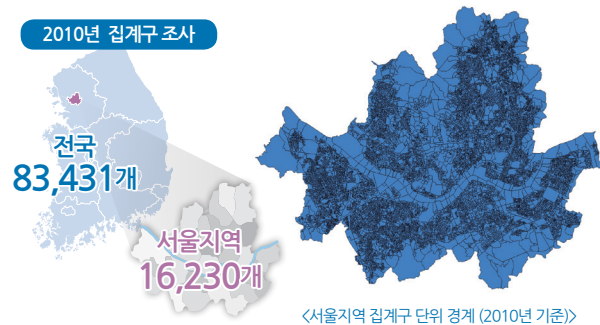 2010년 집계구 조사
전국
83,431개
서울지역
16,230개
<서울지역 집계구 단위 경계 (2010년 기준)>